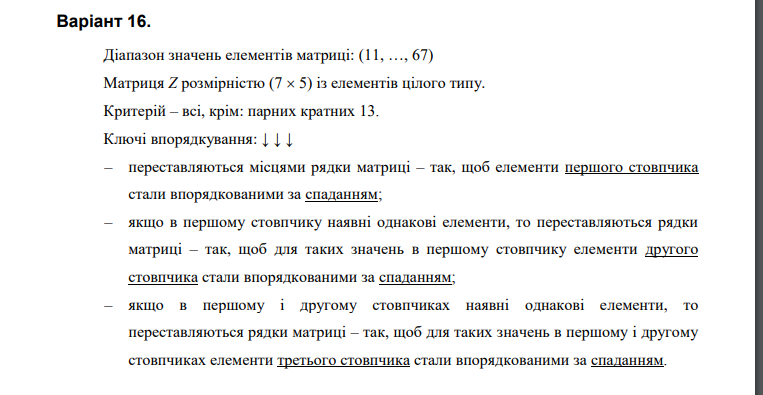 Варіант 16.
Діапазон значень елементів матриці: (11, …, 67)
Матриця Z розмірністю (7 × 5) із елементів цілого типу.
Критерій – всі, крім: парних кратних 13.
Ключі впорядкування: ↓ ↓ ↓
– переставляються місцями рядки матриці – так, щоб елементи першого стовпчика
стали впорядкованими за спаданням;
– якщо в першому стовпчику наявні однакові елементи, то переставляються рядки
матриці – так, щоб для таких значень в першому стовпчику елементи другого
стовпчика стали впорядкованими за спаданням;
– якщо в першому і другому стовпчиках наявні однакові елементи, то
переставляються рядки матриці – так, щоб для таких значень в першому і другому
стовпчиках елементи третього стовпчика стали впорядкованими за спаданням.